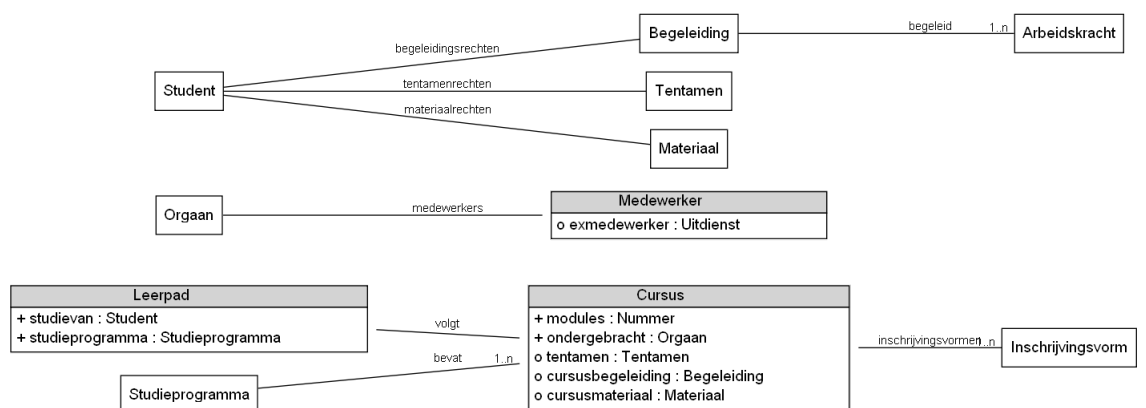 Begeleiding
begeleid
1..n
Arbeidskracht
begeleidingsrechten
Student
tentamenrechten
Tentamen
materiaalrechten
Materiaal
Orgaan
medewerkers
Medewerker
o exmedewerker : Uitdienst
Leerpad
+ studievan : Student
+ studieprogramma : Studieprogramma
volgt
bevat
1..n
Studieprogramma
Cursus
+ modules : Nummer
+ ondergebracht : Orgaan
o tentamen : Tentamen
o cursusbegeleiding : Begeleiding
o cursusmateriaal : Materiaal
inschrijvingsvormen
1..n
Inschrijvingsvorm